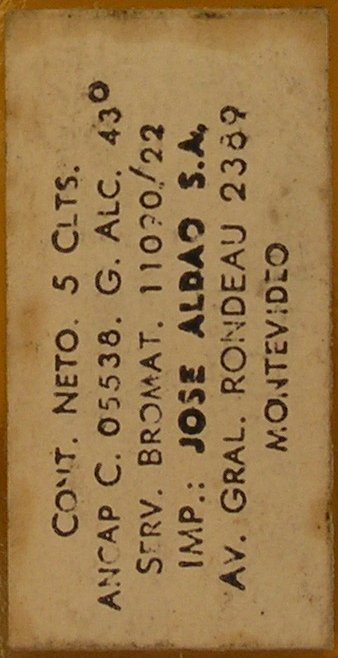 CONT. NETO. 5 CLTS.
ANCAP C. 05538. G. ALC. 43º
SERV. BROMAT. 11020/22
IMP.: JOSE ALDAO S.A.
AV. GRAL. RONDEAU 2389
MONTEVIDEO